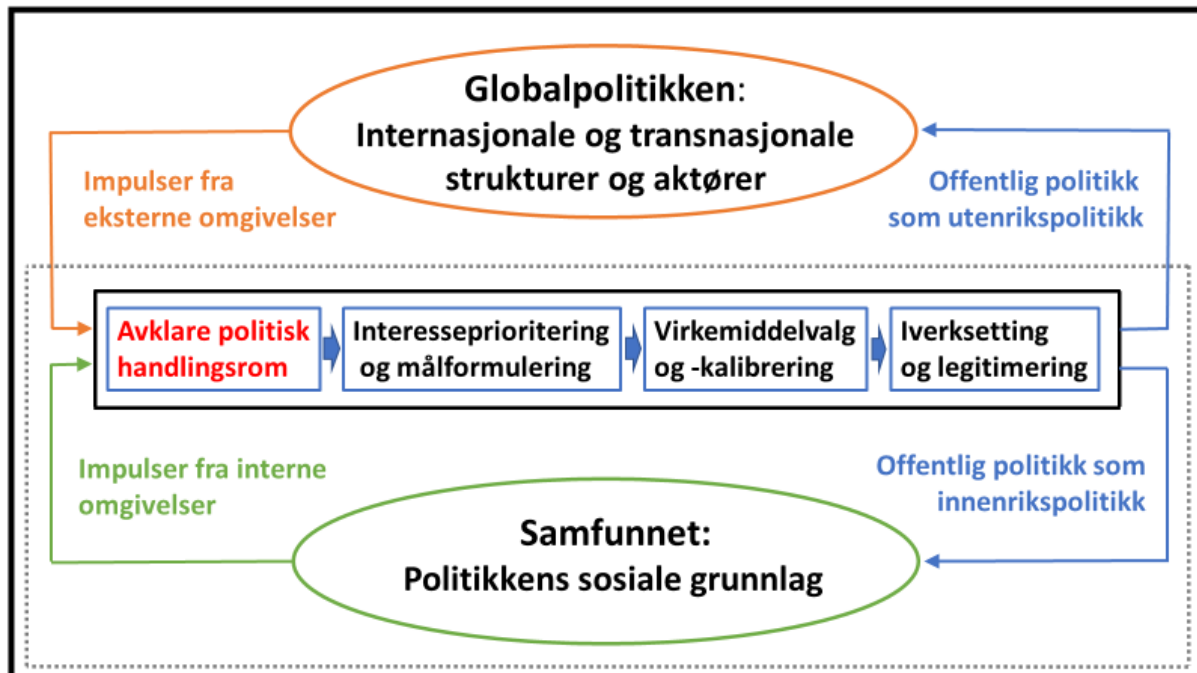 Globalpolitikken:
Internasjonale og transnasjonale
strukturer og aktører
Impulser fra
eksterne omgivelser
Offentlig politikk
som utenrikspolitikk
Avklare politisk
handlingsrom
Interesseprioritering
og målformulering
Virkemiddelvalg
og -kalibrering
Iverksetting
og legitimering
Impulser fra interne
omgivelser
Offentlig politikk som
innenrikspolitikk
Samfunnet:
Politikkens sosiale grunnlag